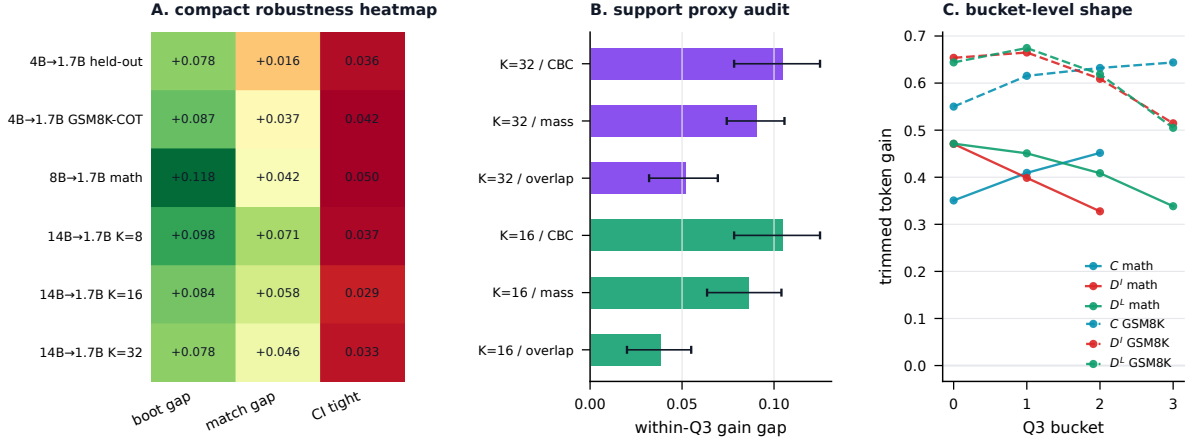 A. compact robustness heatmap
4B→1.7B held-out
+0.078 +0.016 0.036
4B→1.7B GSM8K-COT
+0.087 +0.037 0.042
8B→1.7B math
+0.118 +0.042 0.050
14B→1.7B K=8
+0.098 +0.071 0.037
14B→1.7B K=16
+0.084 +0.058 0.029
14B→1.7B K=32
+0.078 +0.046 0.033
boot gap
match gap
CI tight
B. support proxy audit
K=32 / CBC
K=32 / mass
K=32 / overlap
K=16 / CBC
K=16 / mass
K=16 / overlap
0.00 0.05 0.10
within-Q3 gain gap
C. bucket-level shape
trimmed token gain
0.7
0.6
0.5
0.4
0.3
0.2
0.1
0.0
C math
D^I math
D^L math
C GSM8K
D^I GSM8K
D^L GSM8K
0 1 2 3
Q3 bucket